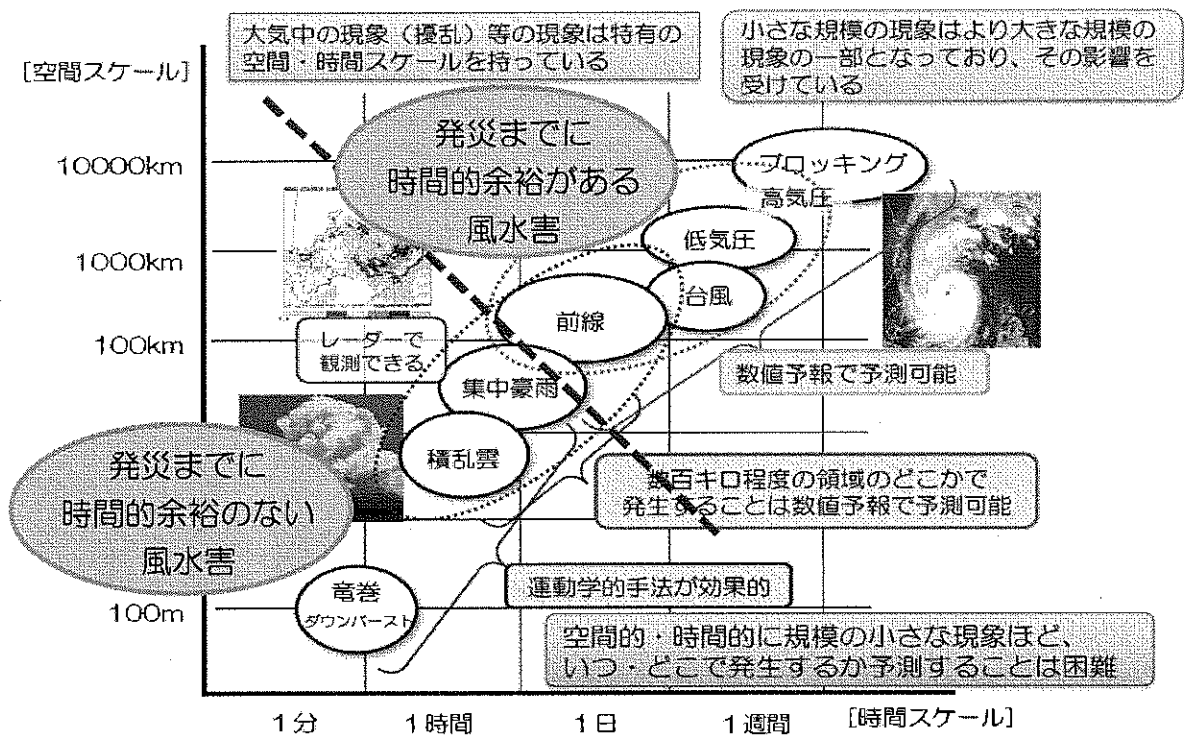 大気中の現象（擾乱）等の現象は特有の
空間・時間スケールを持っている
小さな規模の現象はより大きな規模の
現象の一部となっており、その影響を
受けている
[空間スケール]
発災までに
時間的余裕がある
風水害
10000km
ブロッキング
高気圧
低気圧
1000km
台風
前線
100km
レーダーで
観測できる
数値予報で予測可能
集中豪雨
積乱雲
発災までに
時間的余裕のない
風水害
数百キロ程度の領域のどこかで
発生することは数値予報で予測可能
竜巻
ダウンバースト
運動学的手法が効果的
100m
空間的・時間的に規模の小さな現象ほど、
いつ・どこで発生するか予測することは困難
1分
1時間
1日
1週間
[時間スケール]